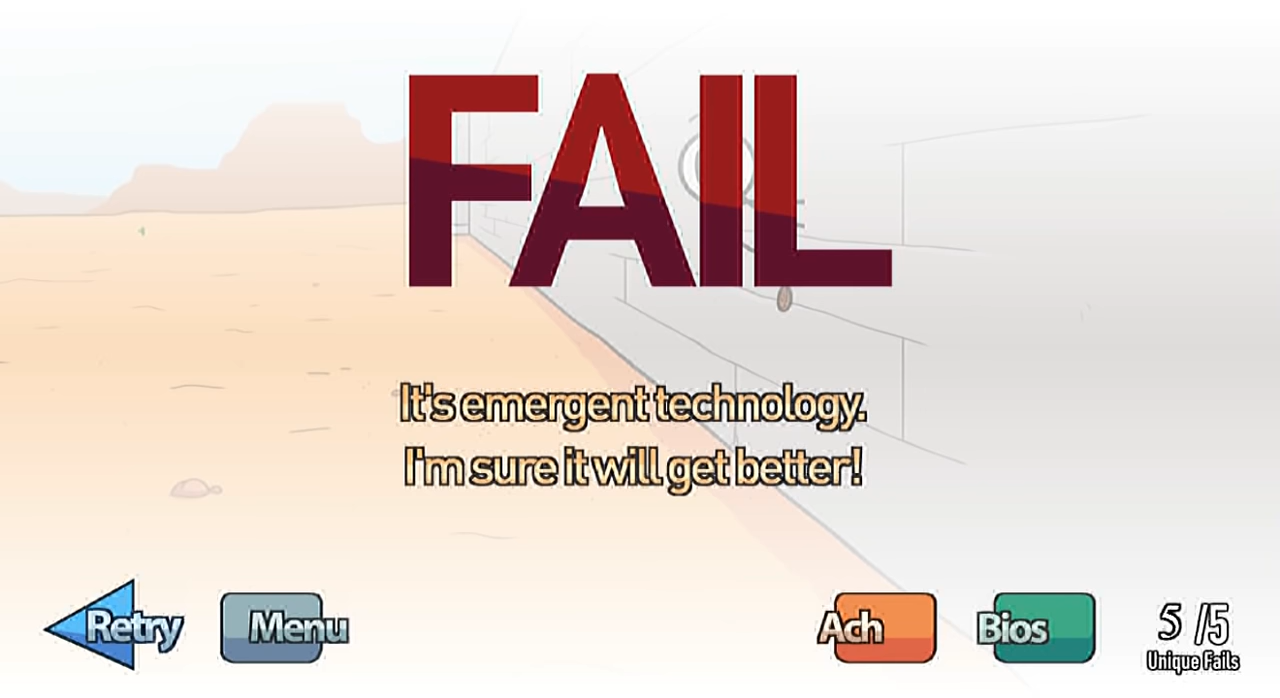 FAIL
It's emergent technology.
I'm sure it will get better!
Retry
Menu
Ach
Bios
5 /5
Unique Fails